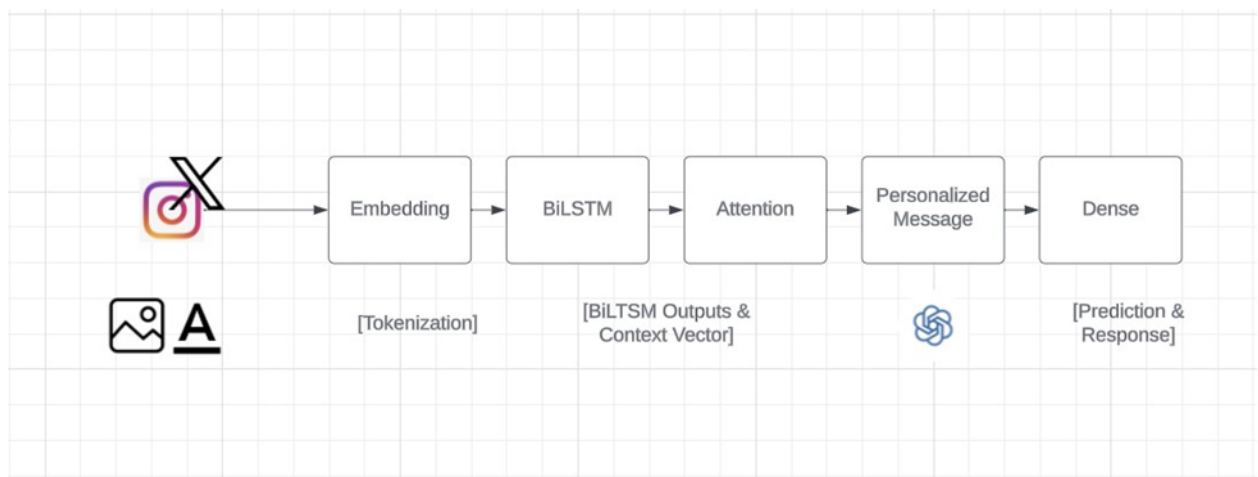 Embedding
BiLSTM
Attention
Personalized
Message
Dense
[Tokenization]
[BiLTSM Outputs &
Context Vector]
[Prediction &
Response]
A